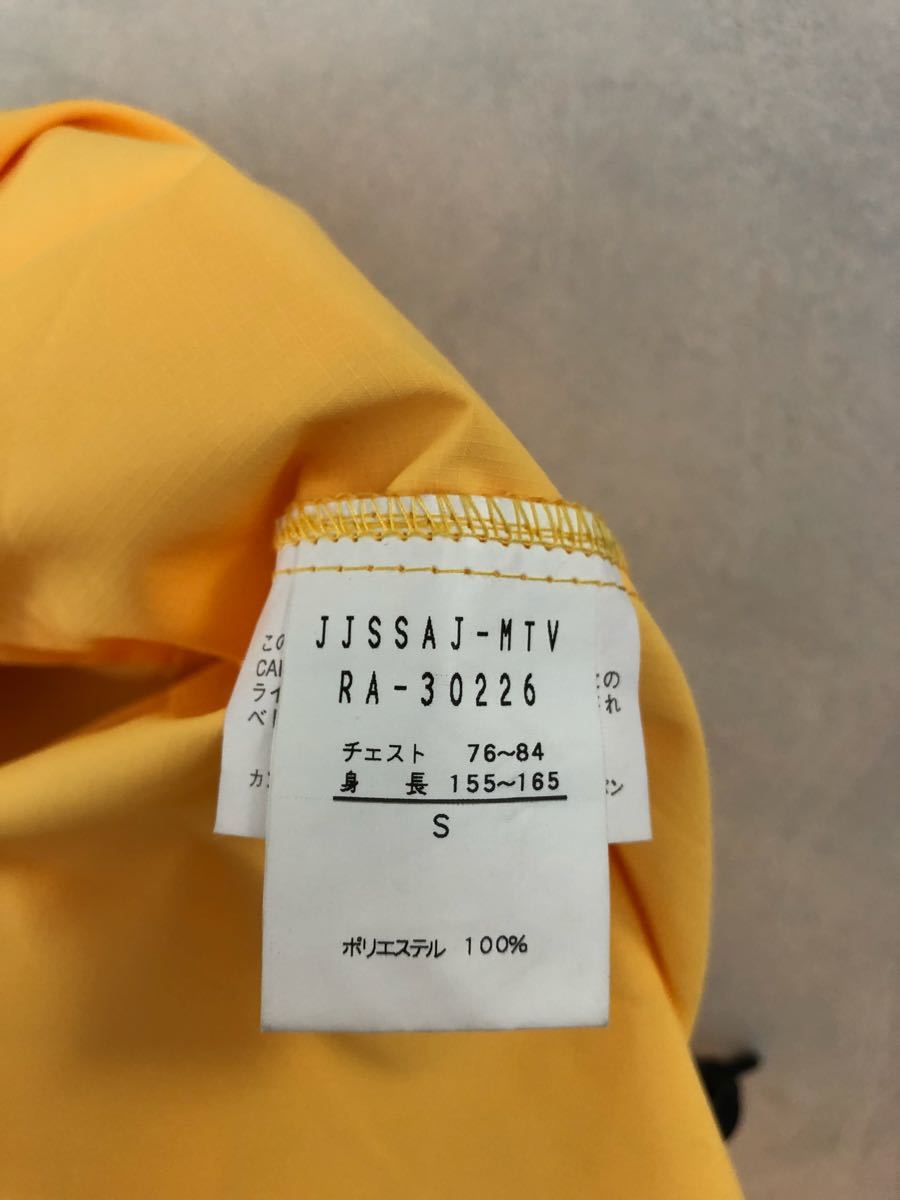 JJSSAJ-MTV
RA-30226
チェスト 76~84
身長 155~165
S
ポリエステル 100%